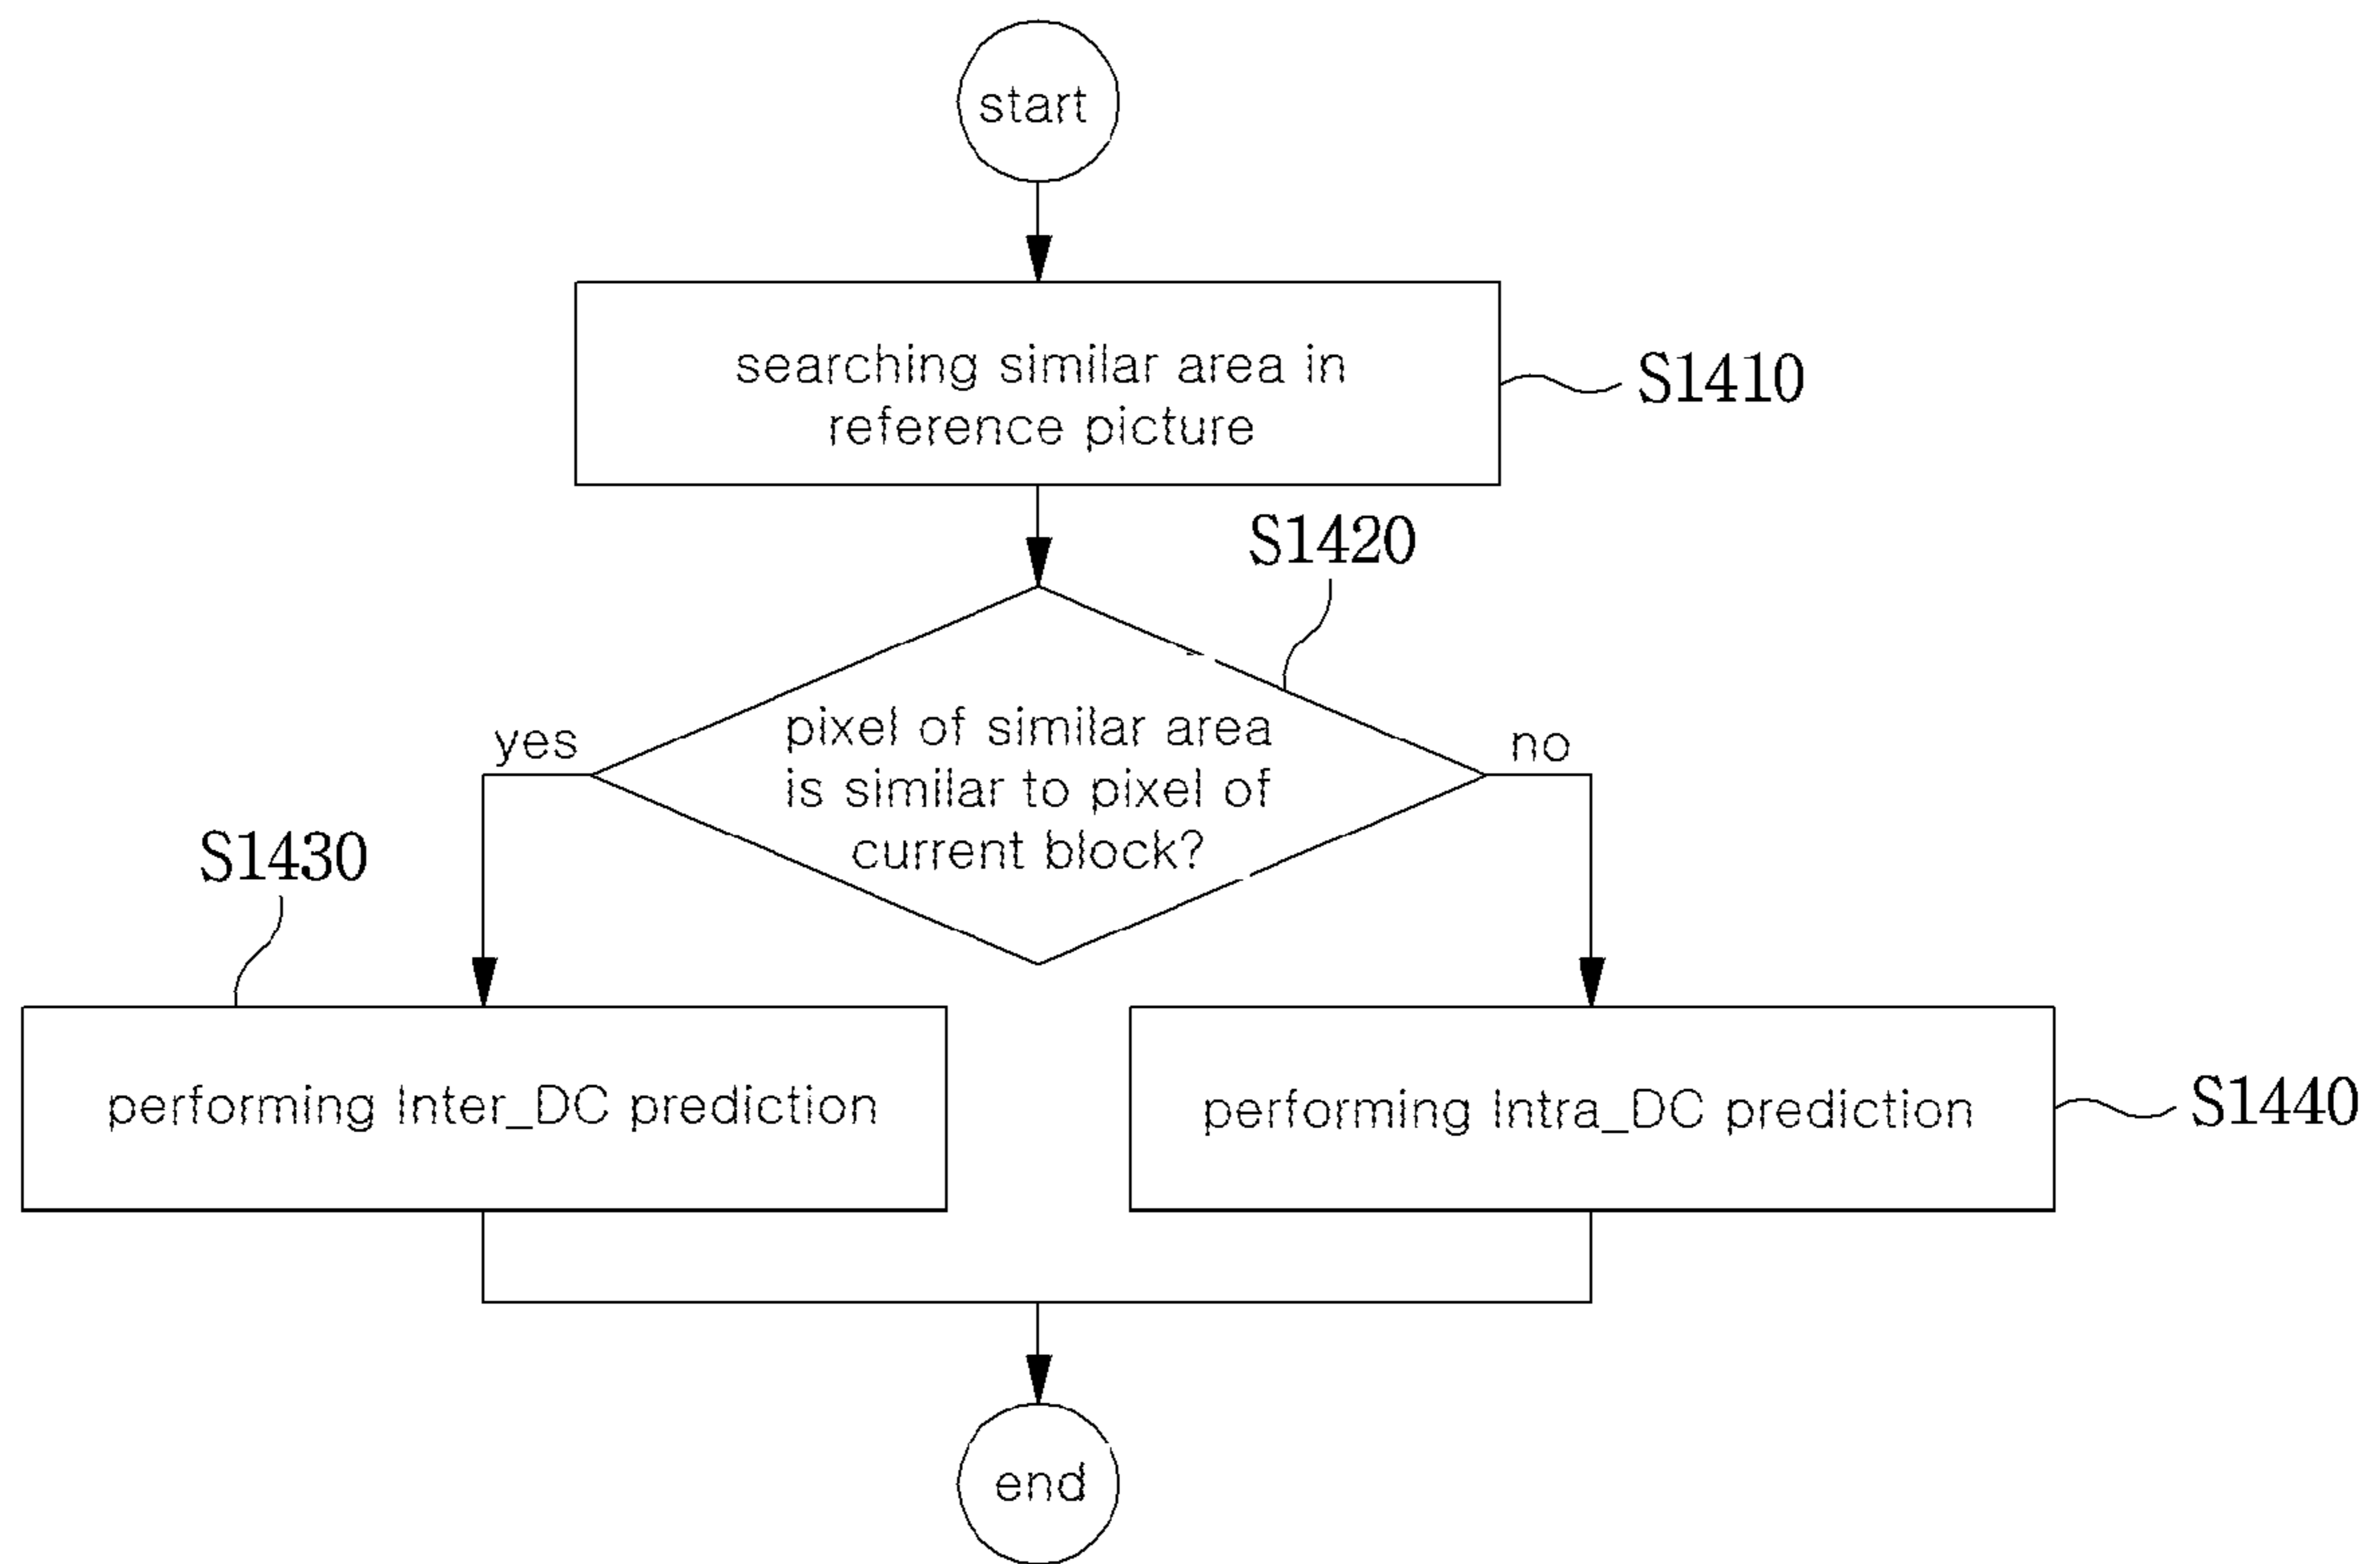 start
searching similar area in
reference picture
S1410
S1420
pixel of similar area
is similar to pixel of
current block?
yes
no
S1430
performing Inter_DC prediction
performing Intra_DC prediction
S1440
end